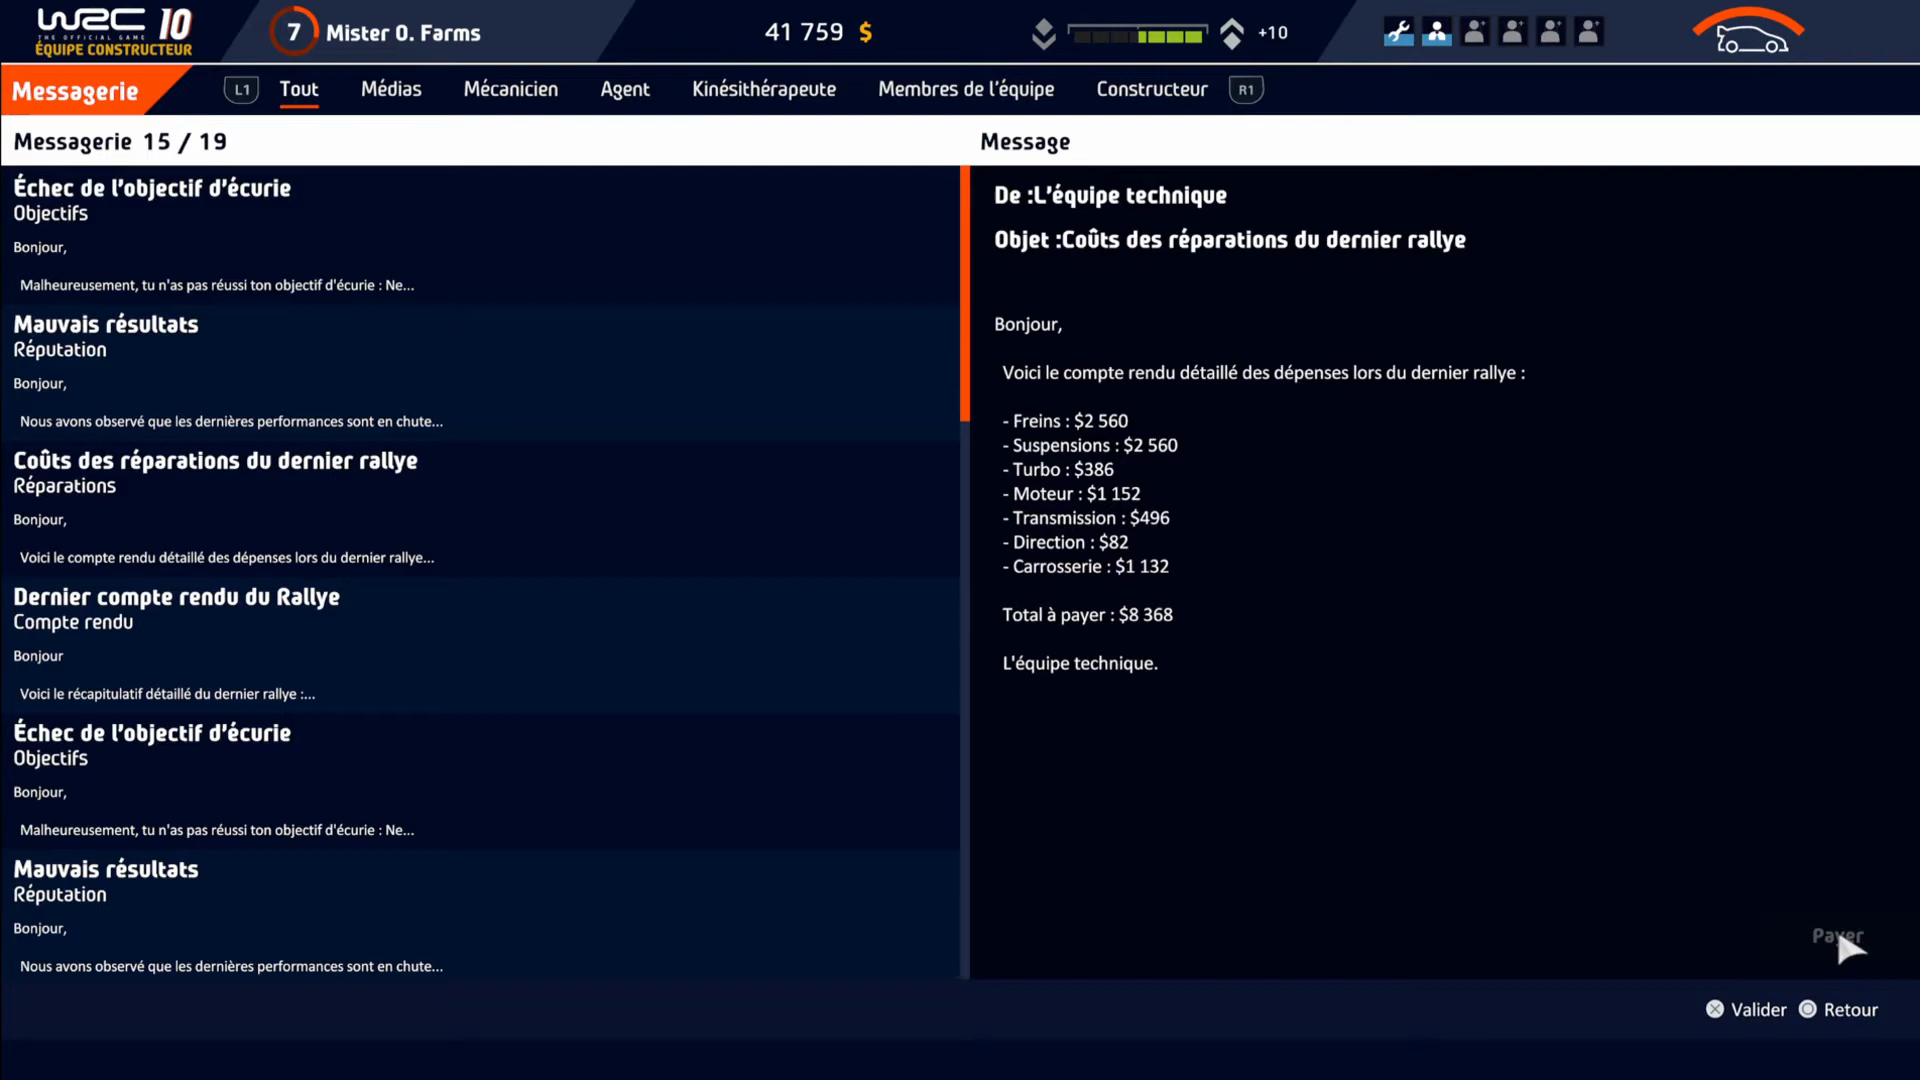 WRC 10
THE OFFICIAL GAME
ÉQUIPE CONSTRUCTEUR
7 Mister O. Farms
41 759 $
+10
Messagerie
L1 Tout Médias Mécanicien Agent Kinésithérapeute Membres de l'équipe Constructeur R1
Messagerie 15 / 19
Échec de l'objectif d'écurie
Objectifs
Bonjour,
Malheureusement, tu n'as pas réussi ton objectif d'écurie : Ne...
Mauvais résultats
Réputation
Bonjour,
Nous avons observé que les dernières performances sont en chute...
Coûts des réparations du dernier rallye
Réparations
Bonjour,
Voici le compte rendu détaillé des dépenses lors du dernier rallye...
Dernier compte rendu du Rallye
Compte rendu
Bonjour
Voici le récapitulatif détaillé du dernier rallye :...
Échec de l'objectif d'écurie
Objectifs
Bonjour,
Malheureusement, tu n'as pas réussi ton objectif d'écurie : Ne...
Mauvais résultats
Réputation
Bonjour,
Nous avons observé que les dernières performances sont en chute...
Message
De :L'équipe technique
Objet :Coûts des réparations du dernier rallye
Bonjour,
Voici le compte rendu détaillé des dépenses lors du dernier rallye :
- Freins : $2 560
- Suspensions : $2 560
- Turbo : $386
- Moteur : $1 152
- Transmission : $496
- Direction : $82
- Carrosserie : $1 132
Total à payer : $8 368
L'équipe technique.
Payer
Valider Retour